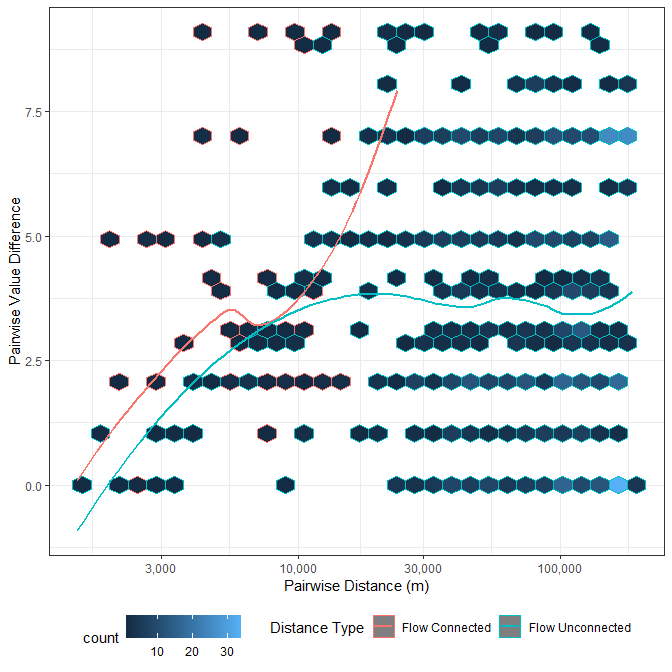 Pairwise Value Difference
7.5
5.0
2.5
0.0
3,000 10,000 30,000 100,000
Pairwise Distance (m)
count
10 20 30
Distance Type
Flow Connected
Flow Unconnected